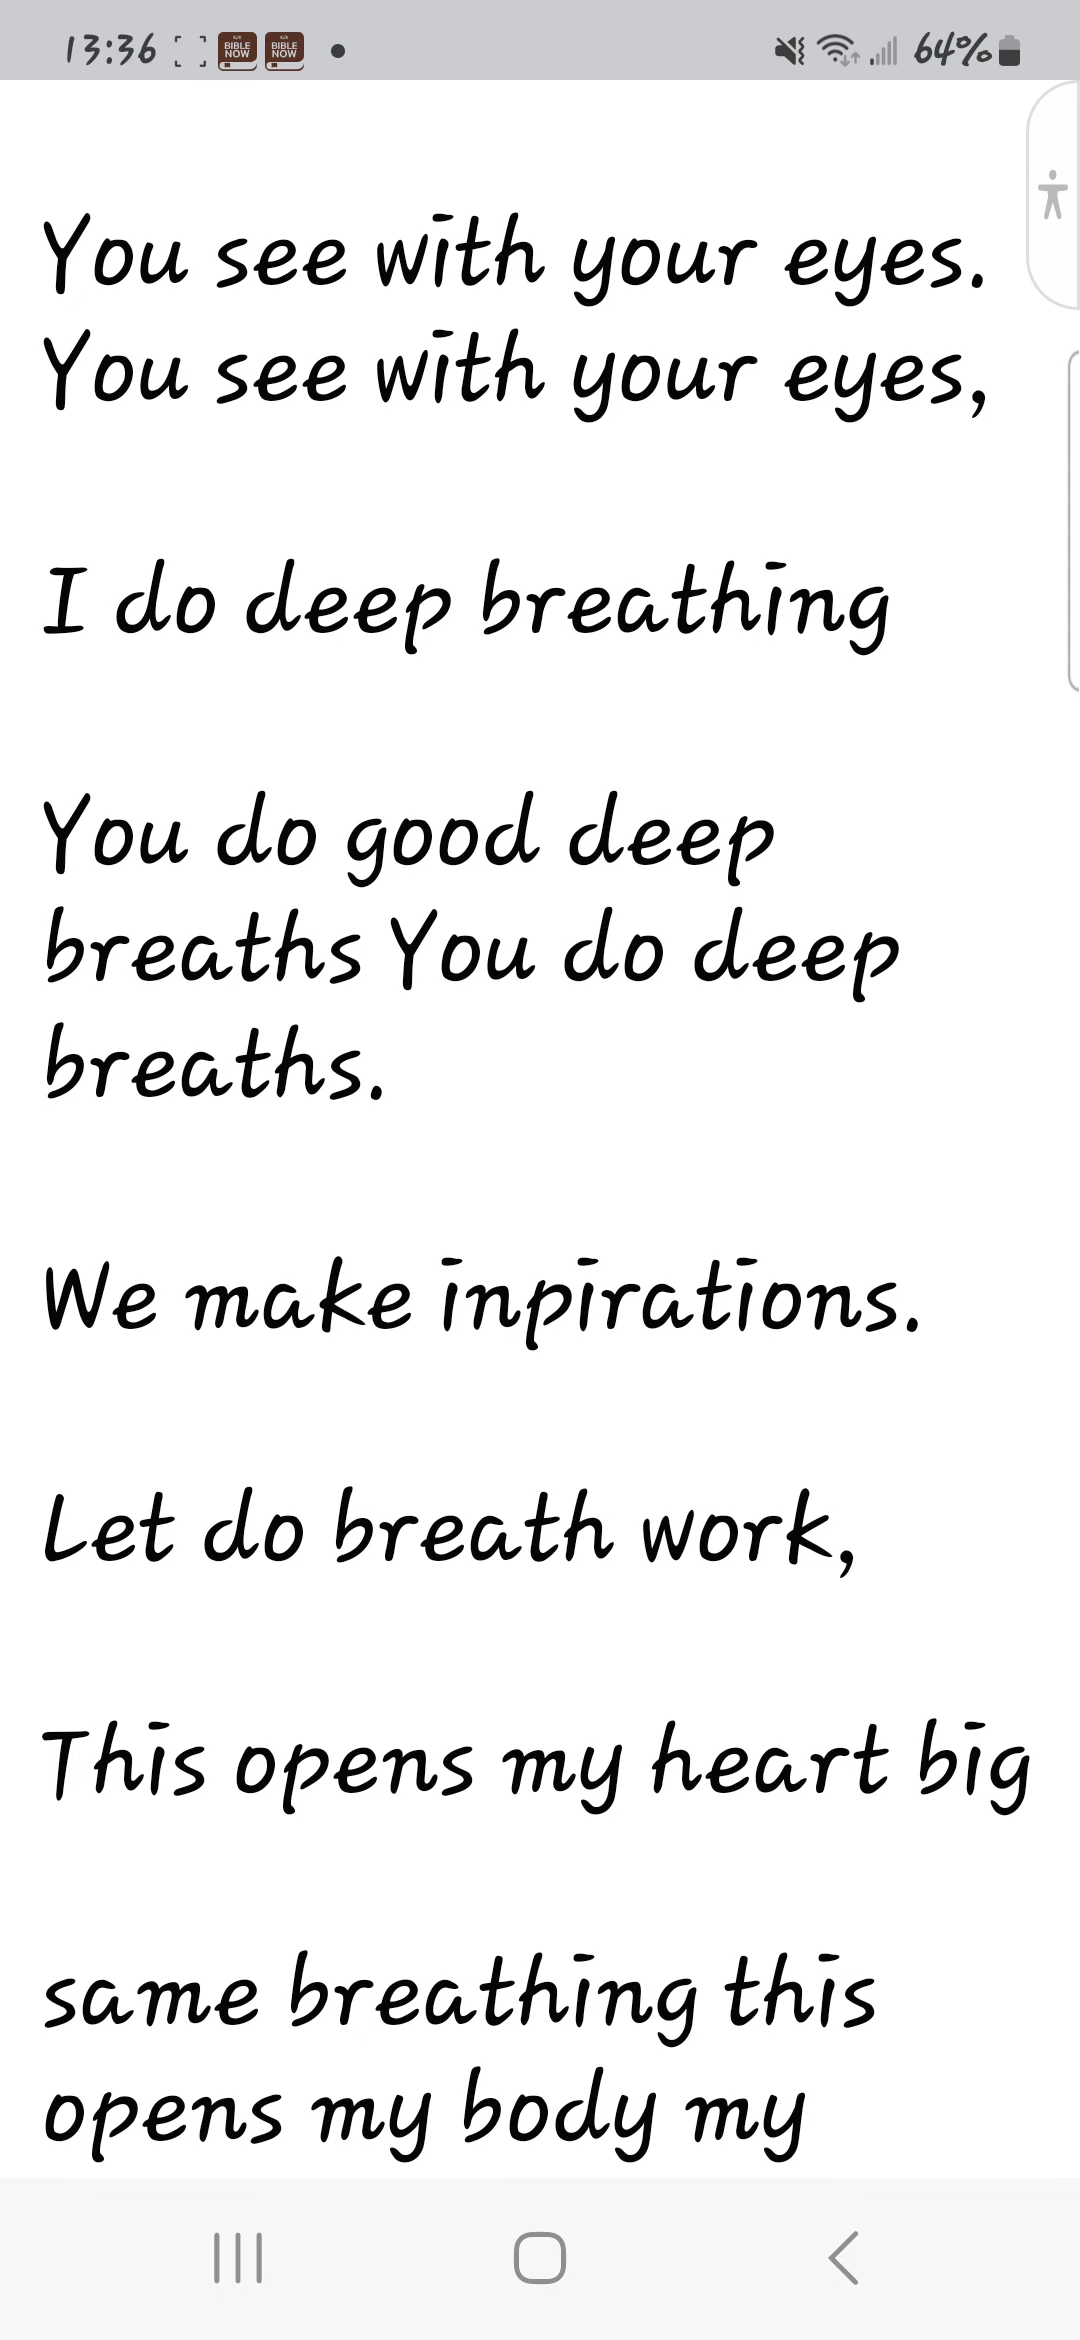 13:36
BIBLE NOW BIBLE NOW
64%
You see with your eyes.
You see with your eyes,
I do deep breathing
You do good deep
breaths You do deep
breaths.
We make inpirations.
Let do breath work,
This opens my heart big
same breathing this
opens my body my